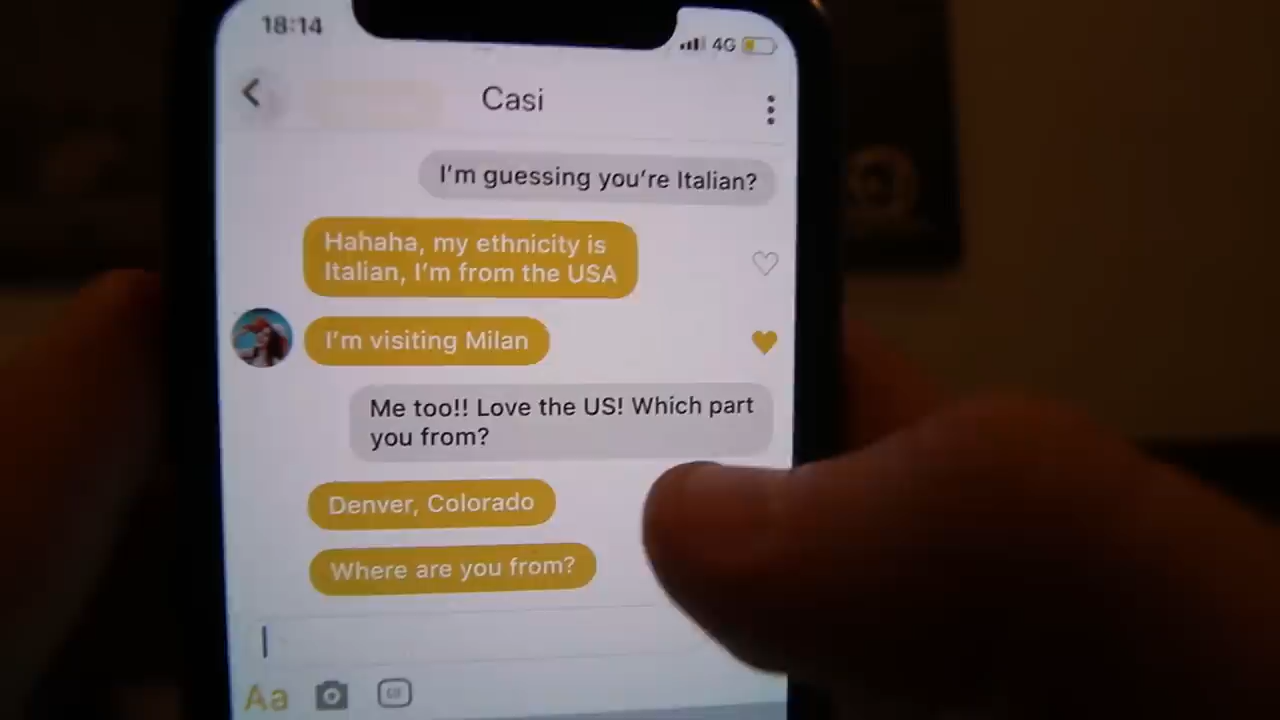 18:14
4G
Casi
I'm guessing you're Italian?
Hahaha, my ethnicity is
Italian, I'm from the USA
I'm visiting Milan
Me too!! Love the US! Which part
you from?
Denver, Colorado
Where are you from?
Aa